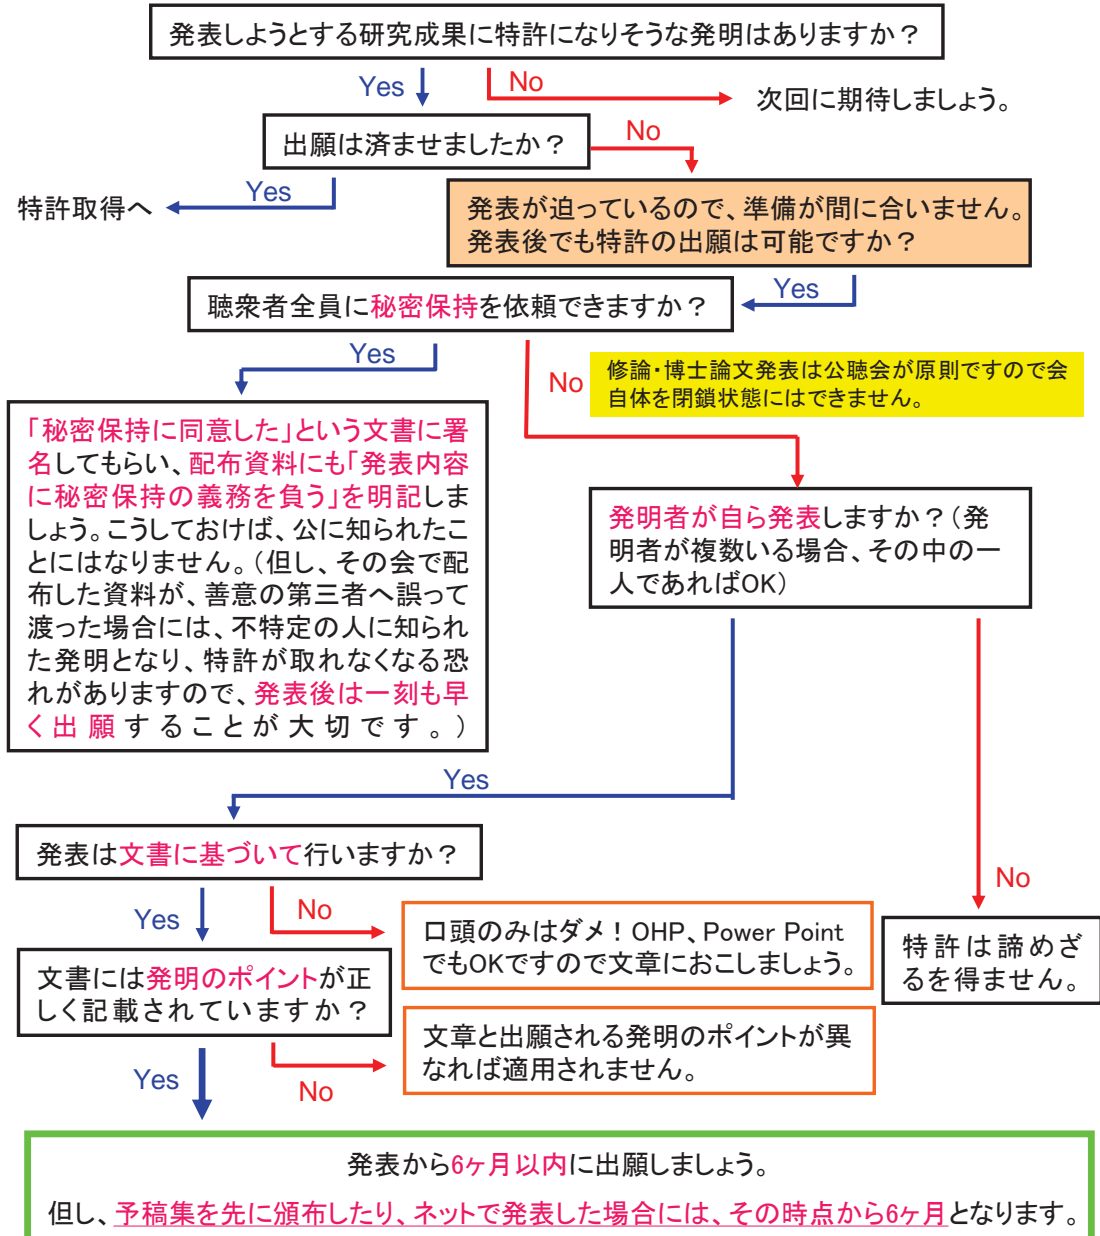 発表しようとする研究成果に特許になりそうな発明はありますか？
Yes
No
次回に期待しましょう。
出願は済ませましたか？
No
Yes
特許取得へ
発表が迫っているので、準備が間に合いません。
発表後でも特許の出願は可能ですか？
Yes
聴衆者全員に秘密保持を依頼できますか？
Yes
No
修論・博士論文発表は公聴会が原則ですので会
自体を閉鎖状態にはできません。
「秘密保持に同意した」という文書に署
名してもらい、配布資料にも「発表内容
に秘密保持の義務を負う」を明記しま
しょう。こうしておけば、公に知られたこ
とにはなりません。（但し、その会で配
布した資料が、善意の第三者へ誤って
渡った場合には、不特定の人に知られ
た発明となり、特許が取れなくなる恐
れがありますので、発表後は一刻も早
く出願することが大切です。）
発明者が自ら発表しますか？（発
明者が複数いる場合、その中の一
人であればOK）
Yes
No
発表は文書に基づいて行いますか？
Yes
No
口頭のみはダメ！OHP、Power Point
でもOKですので文章におこしましょう。
特許は諦めざ
るを得ません。
文書には発明のポイントが正
しく記載されていますか？
文章と出願される発明のポイントが異
なれば適用されません。
Yes
No
発表から6ヶ月以内に出願しましょう。
但し、予稿集を先に頒布したり、ネットで発表した場合には、その時点から6ヶ月となります。